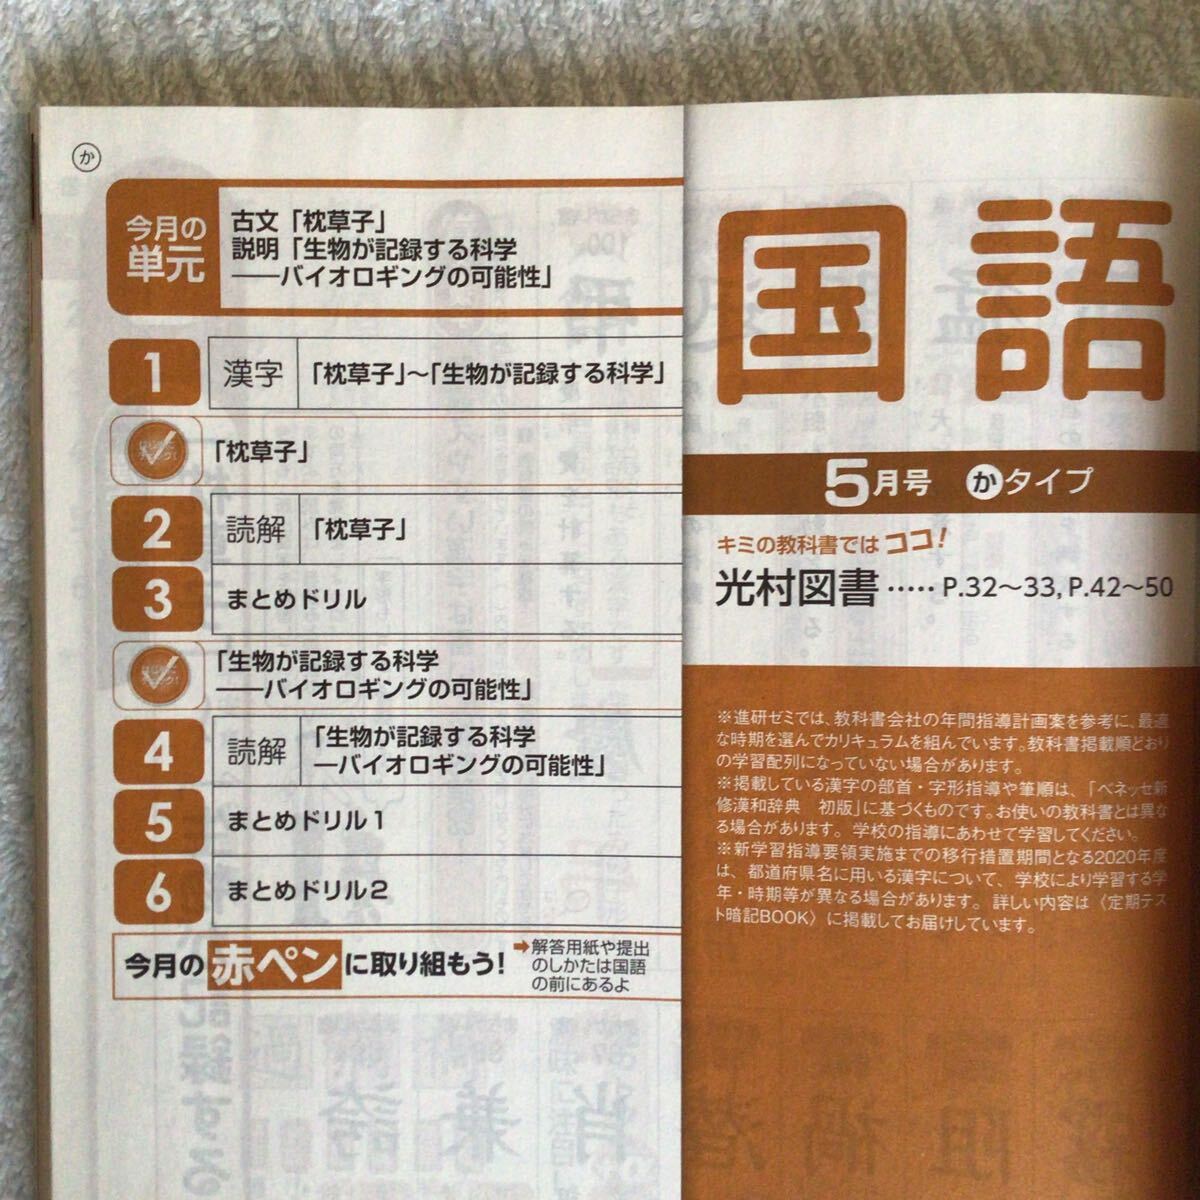 か
今月の
単元
古文「枕草子」
説明「生物が記録する科学
――バイオロギングの可能性」
1 漢字 「枕草子」～「生物が記録する科学」
「枕草子」
2 読解 「枕草子」
3 まとめドリル
「生物が記録する科学
――バイオロギングの可能性」
4 読解 「生物が記録する科学
―バイオロギングの可能性」
5 まとめドリル1
6 まとめドリル2
今月の赤ペンに取り組もう!
➡解答用紙や提出
のしかたは国語
の前にあるよ
国語
5月号 かタイプ
キミの教科書ではココ!
光村図書 ····· P.32～33, P.42～50
※進研ゼミでは、教科書会社の年間指導計画案を参考に、最適
な時期を選んでカリキュラムを組んでいます。教科書掲載順どおり
の学習配列になっていない場合があります。
※掲載している漢字の部首・字形指導や筆順は、「ベネッセ新
修漢和辞典 初版」に基づくものです。お使いの教科書とは異な
る場合があります。学校の指導にあわせて学習してください。
※新学習指導要領実施までの移行措置期間となる2020年度
は、都道府県名に用いる漢字について、学校により学習する学
年・時期等が異なる場合があります。詳しい内容は〈定期テス
ト暗記BOOK〉に掲載してお届けしています。